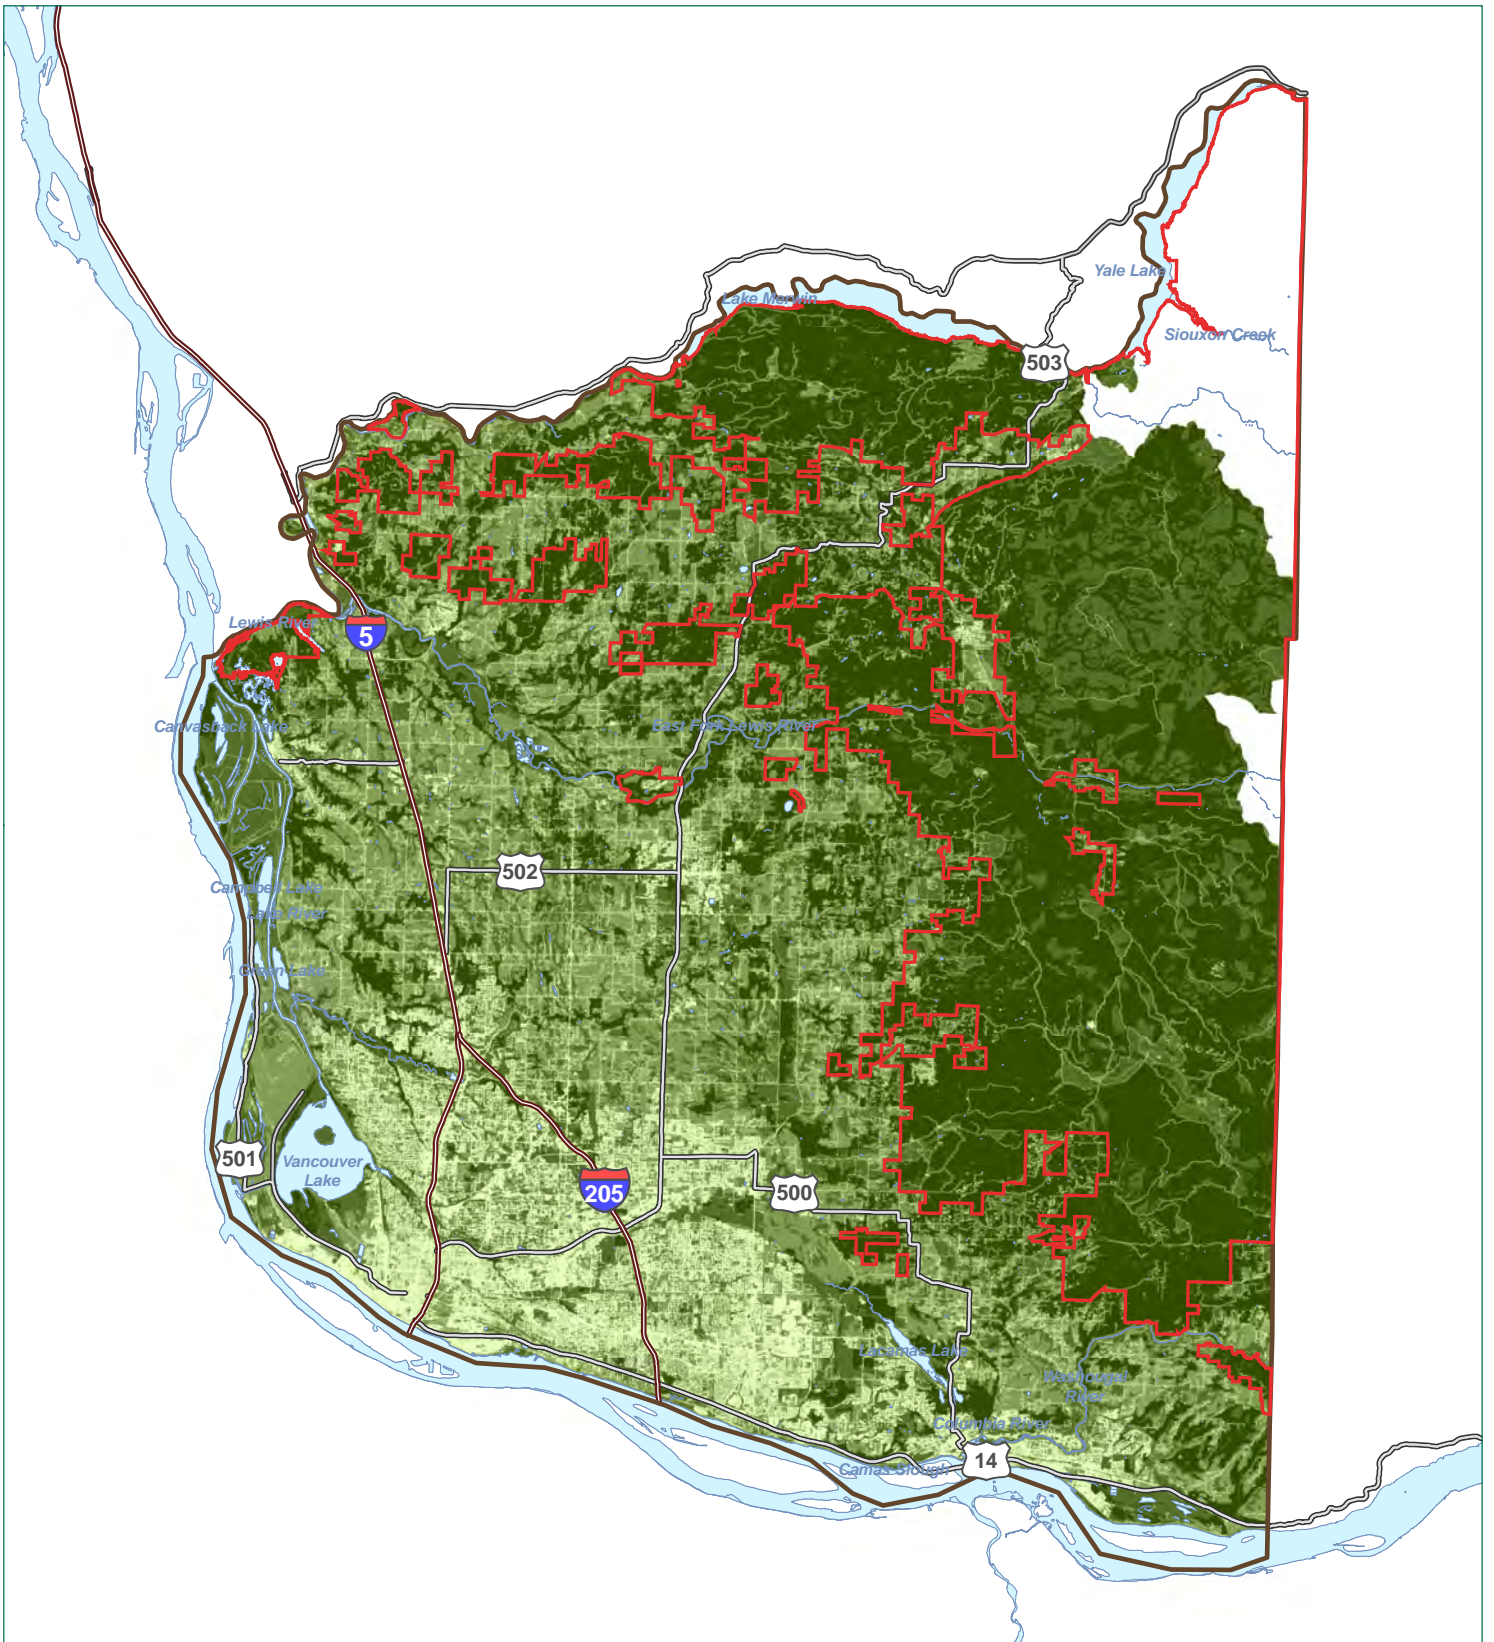 Yale Lake
Lake Merwin
Siouxon Creek
503
Lewis River
5
Canvasback Lake
East Fork Lewis River
502
Campbell Lake
Lake River
Green Lake
501
Vancouver
Lake
205
500
Lacamas Lake
Washougal
River
Columbia River
14
Camas Slough